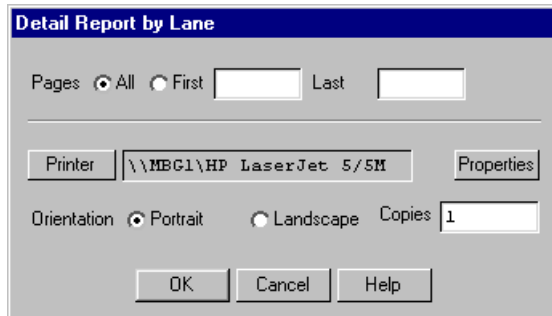 Detail Report by Lane
Pages All First Last
Printer \\MBG1\HP LaserJet 5/5M Properties
Orientation Portrait Landscape Copies 1
OK Cancel Help